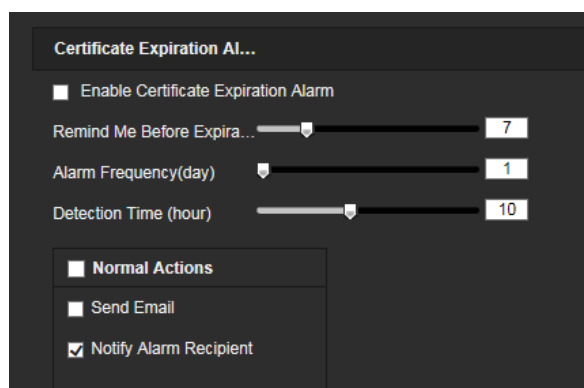 Certificate Expiration Al...
Enable Certificate Expiration Alarm
Remind Me Before Expira... 7
Alarm Frequency(day) 1
Detection Time (hour) 10
Normal Actions
Send Email
Notify Alarm Recipient